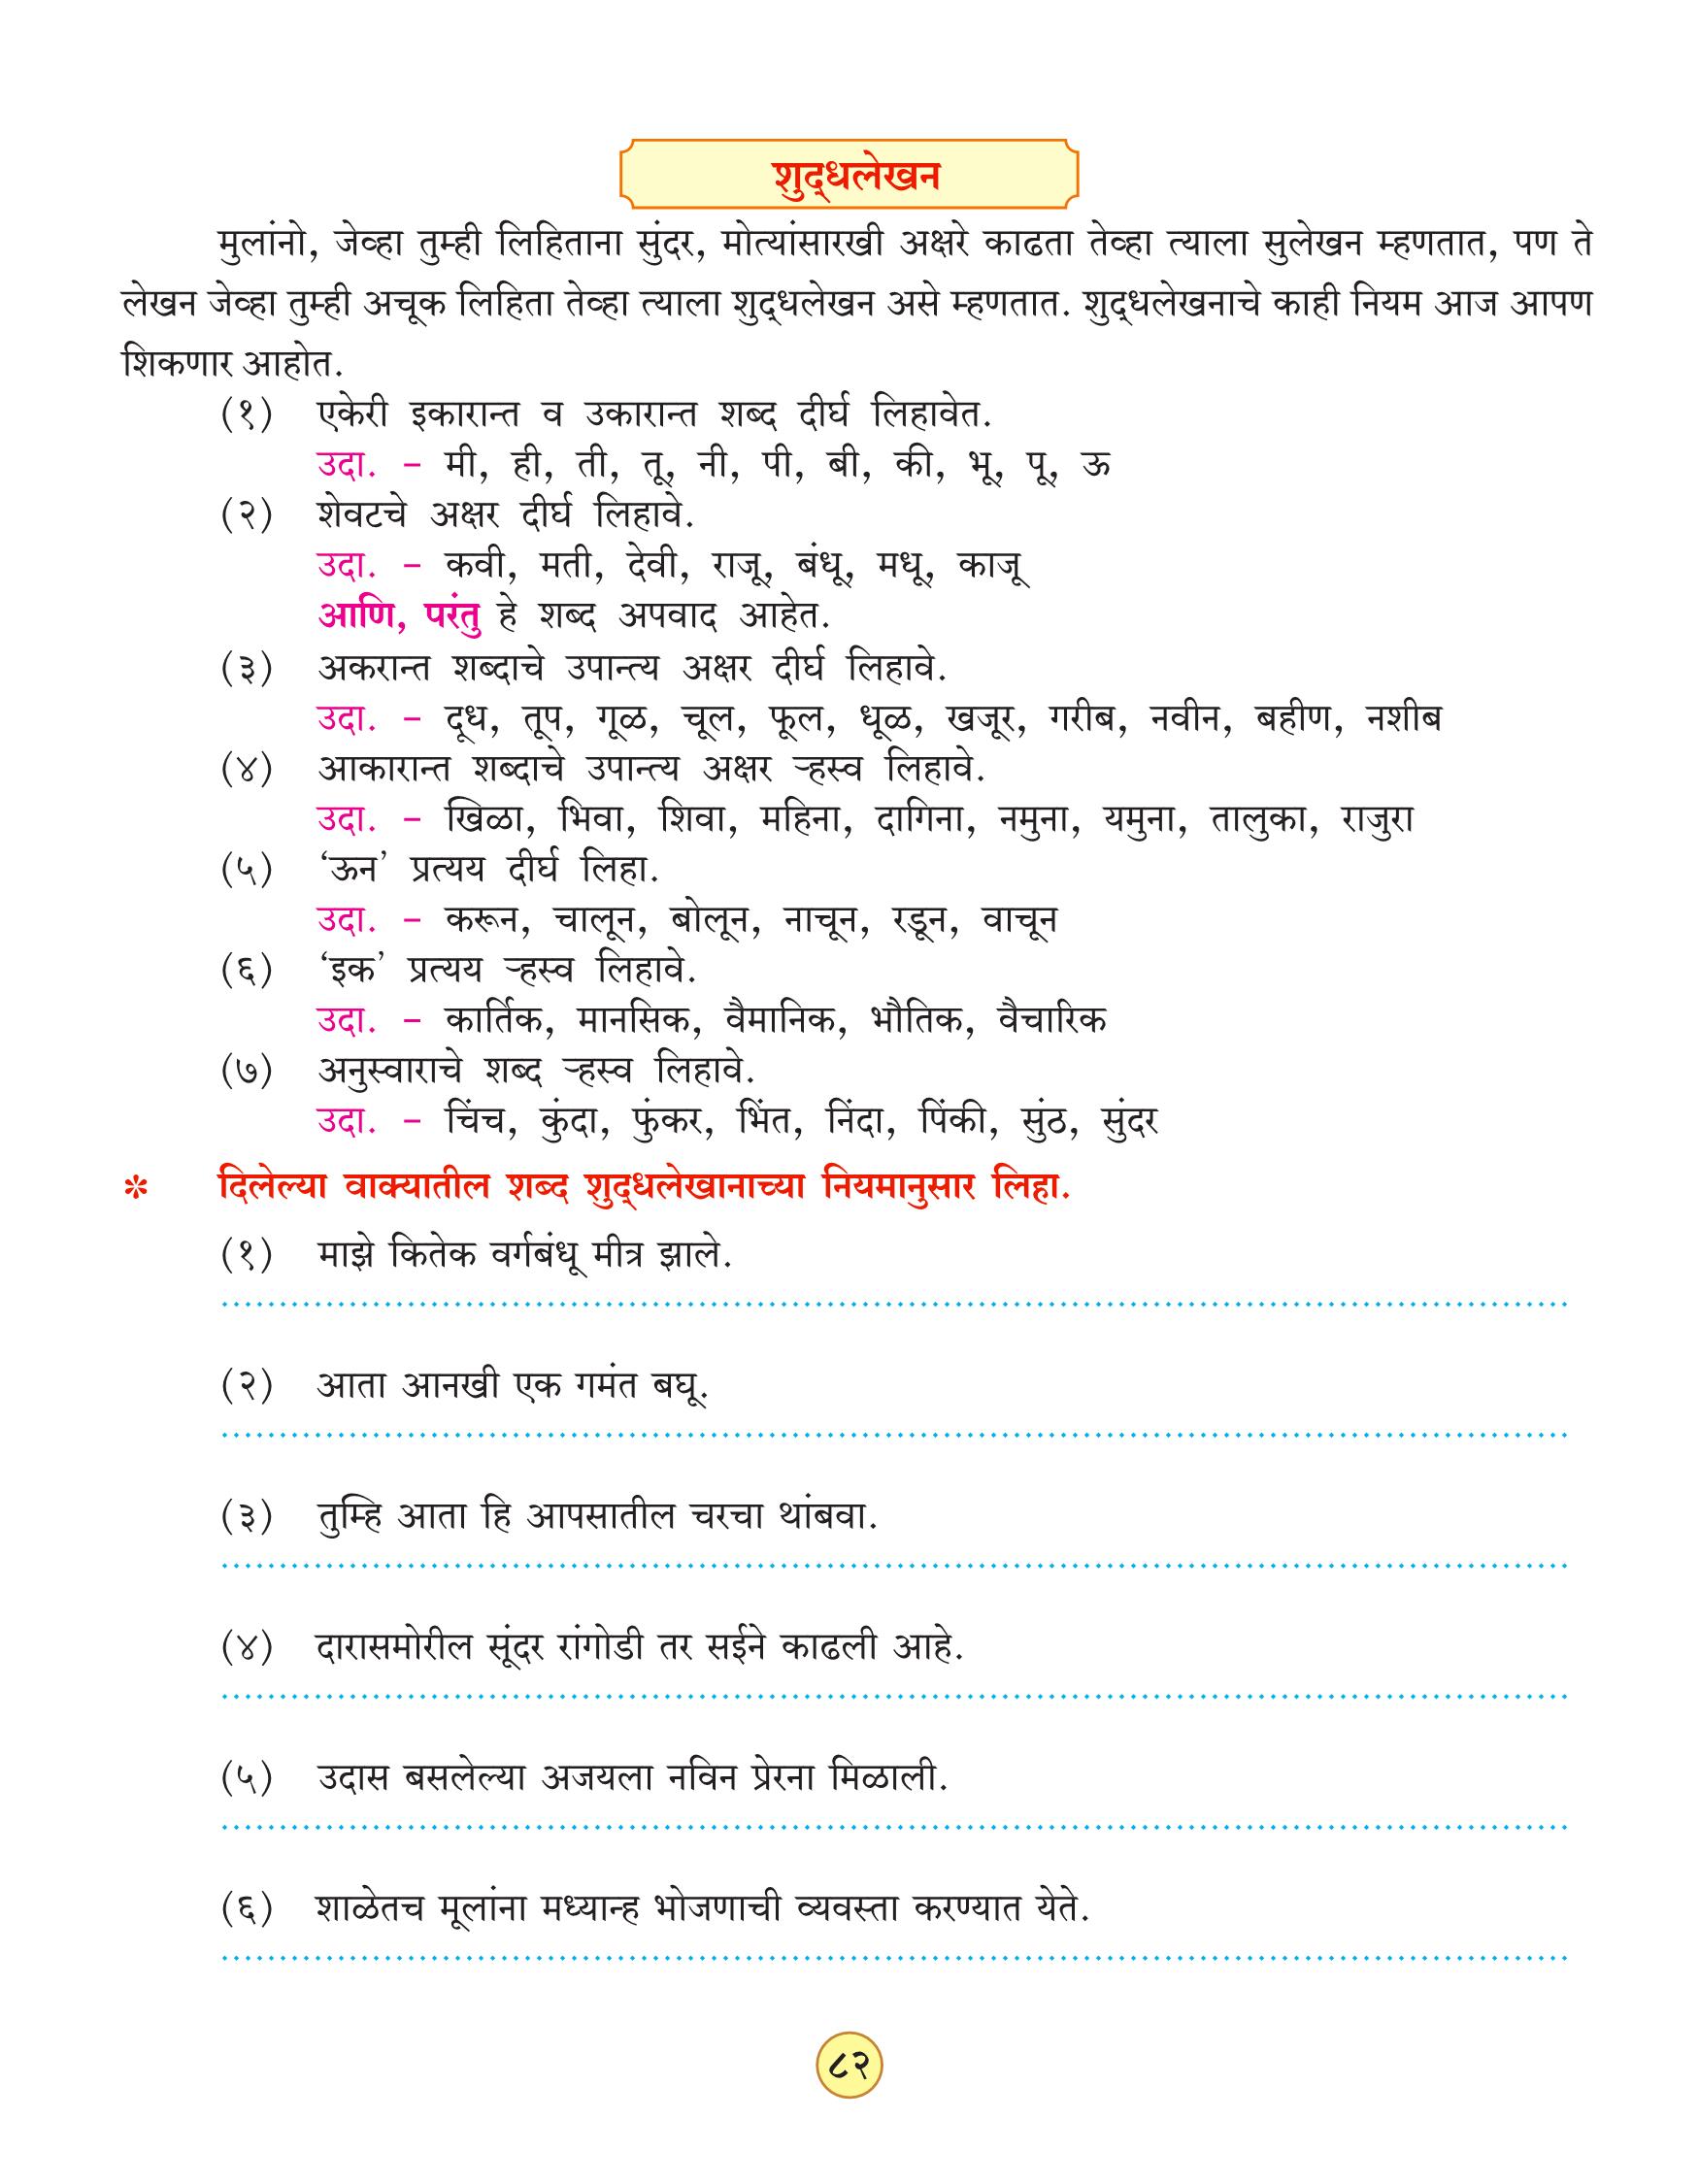 शुद्धलेखन
मुलांनो, जेव्हा तुम्ही लिहिताना सुंदर, मोत्यांसारखी अक्षरे काढता तेव्हा त्याला सुलेखन म्हणतात, पण ते
लेखन जेव्हा तुम्ही अचूक लिहिता तेव्हा त्याला शुद्धलेखन असे म्हणतात. शुद्धलेखनाचे काही नियम आज आपण
शिकणार आहोत.
(१) एकेरी इकारान्त व उकारान्त शब्द दीर्घ लिहावेत.
उदा. – मी, ही, ती, तू, नी, पी, बी, की, भू, पू, ऊ
(२) शेवटचे अक्षर दीर्घ लिहावे.
उदा. – कवी, मती, देवी, राजू, बंधू, मधू, काजू
आणि, परंतु हे शब्द अपवाद आहेत.
(३) अकरान्त शब्दाचे उपान्त्य अक्षर दीर्घ लिहावे.
उदा. – दूध, तूप, गूळ, चूल, फूल, धूळ, खजूर, गरीब, नवीन, बहीण, नशीब
(४) आकारान्त शब्दाचे उपान्त्य अक्षर ऱ्हस्व लिहावे.
उदा. – खिळा, भिवा, शिवा, महिना, दागिना, नमुना, यमुना, तालुका, राजुरा
(५) ‘ऊन’ प्रत्यय दीर्घ लिहा.
उदा. – करून, चालून, बोलून, नाचून, रडून, वाचून
(६) ‘इक’ प्रत्यय ऱ्हस्व लिहावे.
उदा. – कार्तिक, मानसिक, वैमानिक, भौतिक, वैचारिक
(७) अनुस्वाराचे शब्द ऱ्हस्व लिहावे.
उदा. – चिंच, कुंदा, फुंकर, भिंत, निंदा, पिंकी, सुंठ, सुंदर
✽ दिलेल्या वाक्यातील शब्द शुद्धलेखानाच्या नियमानुसार लिहा.
(१) माझे कितेक वर्गबंधू मीत्र झाले.
(२) आता आनखी एक गमंत बघू.
(३) तुम्हि आता हि आपसातील चरचा थांबवा.
(४) दारासमोरील सूंदर रांगोडी तर सईने काढली आहे.
(५) उदास बसलेल्या अजयला नविन प्रेरना मिळाली.
(६) शाळेतच मूलांना मध्यान्ह भोजणाची व्यवस्ता करण्यात येते.
८२